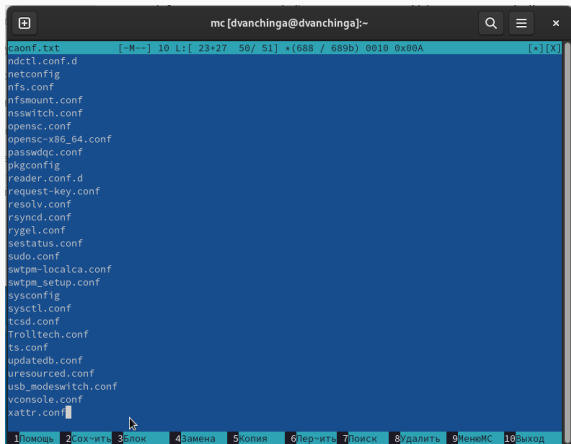 mc [dvanchinga@dvanchinga]:~
caonf.txt [-M--] 10 L:[ 23+27 50/ 51] *(688 / 689b) 0010 0x00A [*][X]
ndctl.conf.d
netconfig
nfs.conf
nfsmount.conf
nsswitch.conf
opensc.conf
opensc-x86_64.conf
passwdqc.conf
pkgconfig
reader.conf.d
request-key.conf
resolv.conf
rsyncd.conf
rygel.conf
sestatus.conf
sudo.conf
swtpm-localca.conf
swtpm_setup.conf
sysconfig
sysctl.conf
tcsd.conf
Trolltech.conf
ts.conf
updatedb.conf
uresourced.conf
usb_modeswitch.conf
vconsole.conf
xattr.conf
1Помощь 2Сох~ить 3Блок 4Замена 5Копия 6Пер~ить 7Поиск 8Удалить 9МенюMC 10Выход